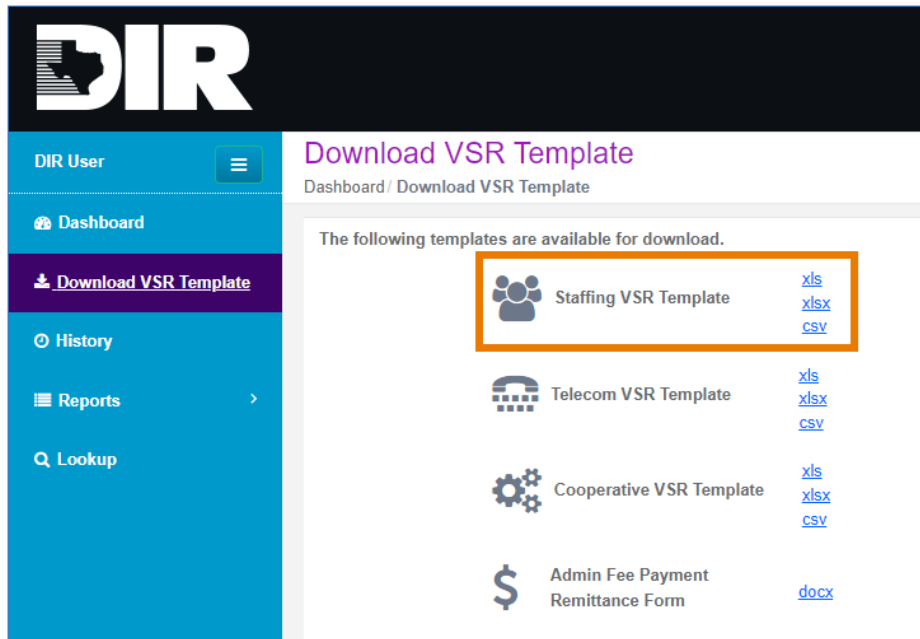 DIR
DIR User
Dashboard
Download VSR Template
History
Reports
Lookup
Download VSR Template
Dashboard / Download VSR Template
The following templates are available for download.
Staffing VSR Template
xls
xlsx
csv
Telecom VSR Template
xls
xlsx
csv
Cooperative VSR Template
xls
xlsx
csv
Admin Fee Payment
Remittance Form
docx